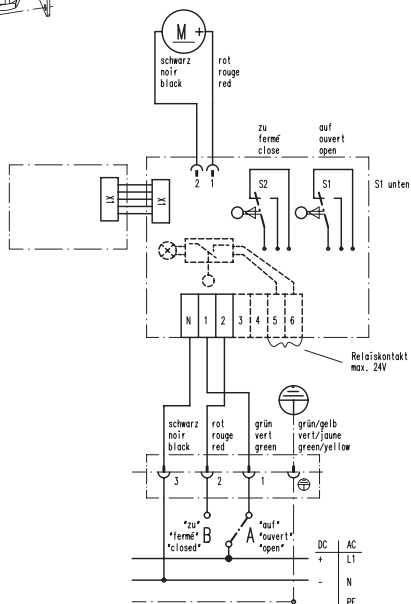 M +
schwarz
noir
black
rot
rouge
red
zu
fermé
close
auf
ouvert
open
2 1
S2
S1
S1 unten
X1
X1
N 1 2 3 4 5 6
Relaiskontakt
max. 24V
schwarz
noir
black
rot
rouge
red
grün
vert
green
grün/gelb
vert/jaune
green/yellow
3 2 1
"zu"
"fermé"
"closed"
B A
"auf"
"ouvert"
"open"
DC AC
+ L1
- N
PE